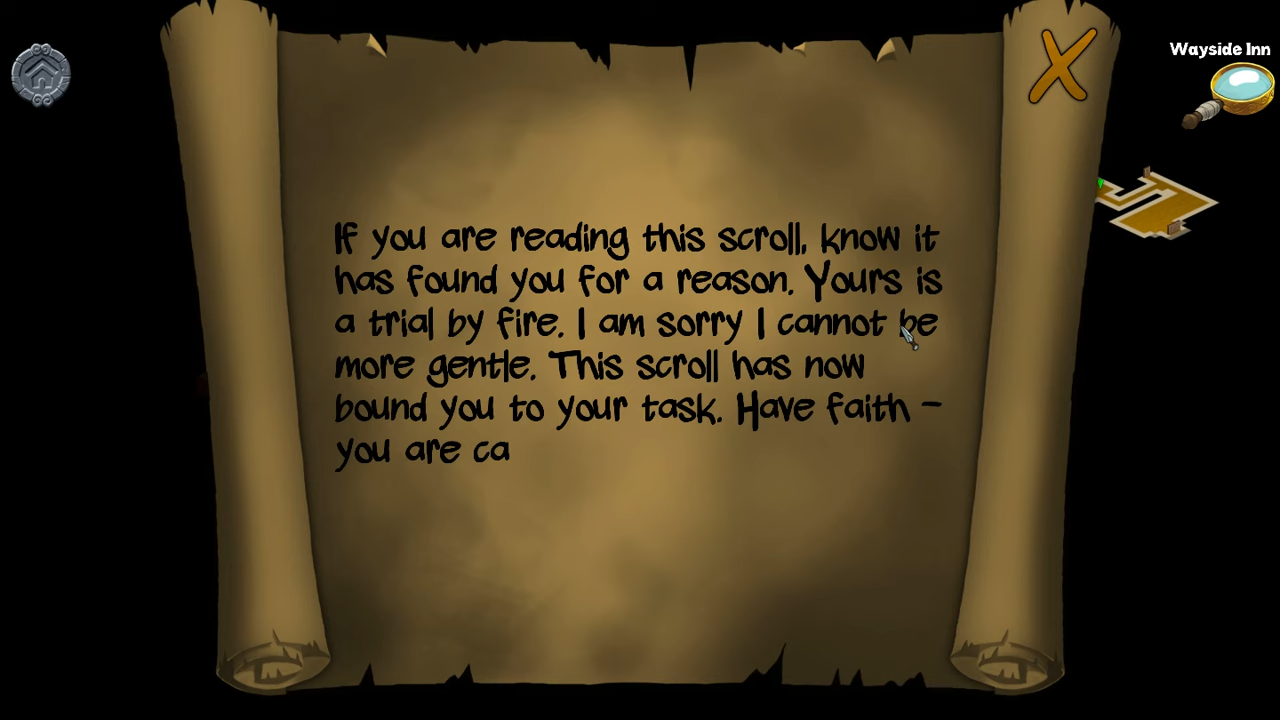 Wayside Inn
If you are reading this scroll, know it
has found you for a reason. Yours is
a trial by fire. I am sorry I cannot be
more gentle. This scroll has now
bound you to your task. Have faith -
you are ca